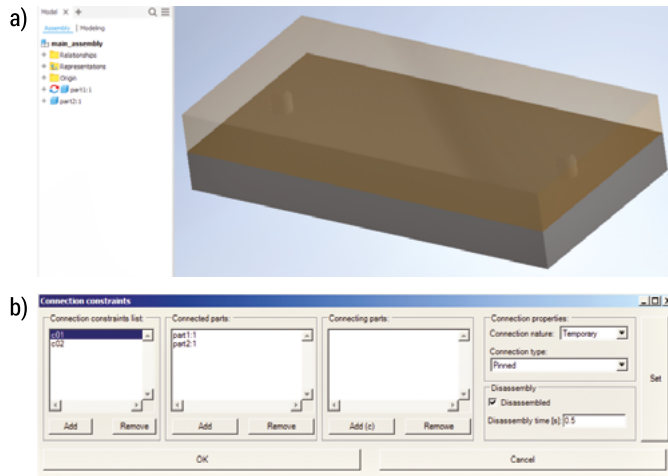 a)
Model × +
Assembly | Modeling
main_assembly
+ Relationships
+ Representations
+ Origin
+ part1:1
+ part2:1
b)
Connection constraints
Connection constraints list:
c01
c02
Add Remove
Connected parts:
part1:1
part2:1
Add Remove
Connecting parts:
Add (c) Remowe
Connection properties:
Connection nature: Temporary
Connection type:
Pinned
Disassembly
Disassembled
Disassembly time [s]: 0.5
Set
OK Cancel